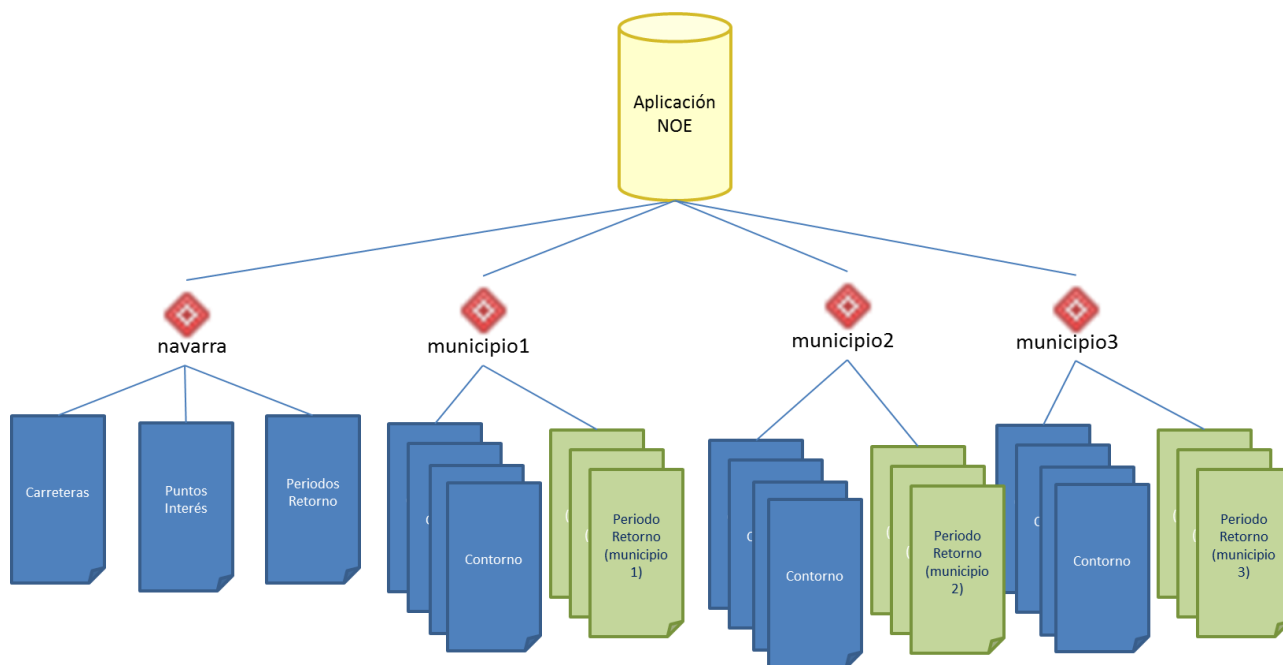 Aplicación
NOE
navarra
municipio1
municipio2
municipio3
Carreteras
Puntos
Interés
Periodos
Retorno
Contorno
Periodo
Retorno
(municipio
1)
Contorno
Periodo
Retorno
(municipio
2)
Contorno
Periodo
Retorno
(municipio
3)